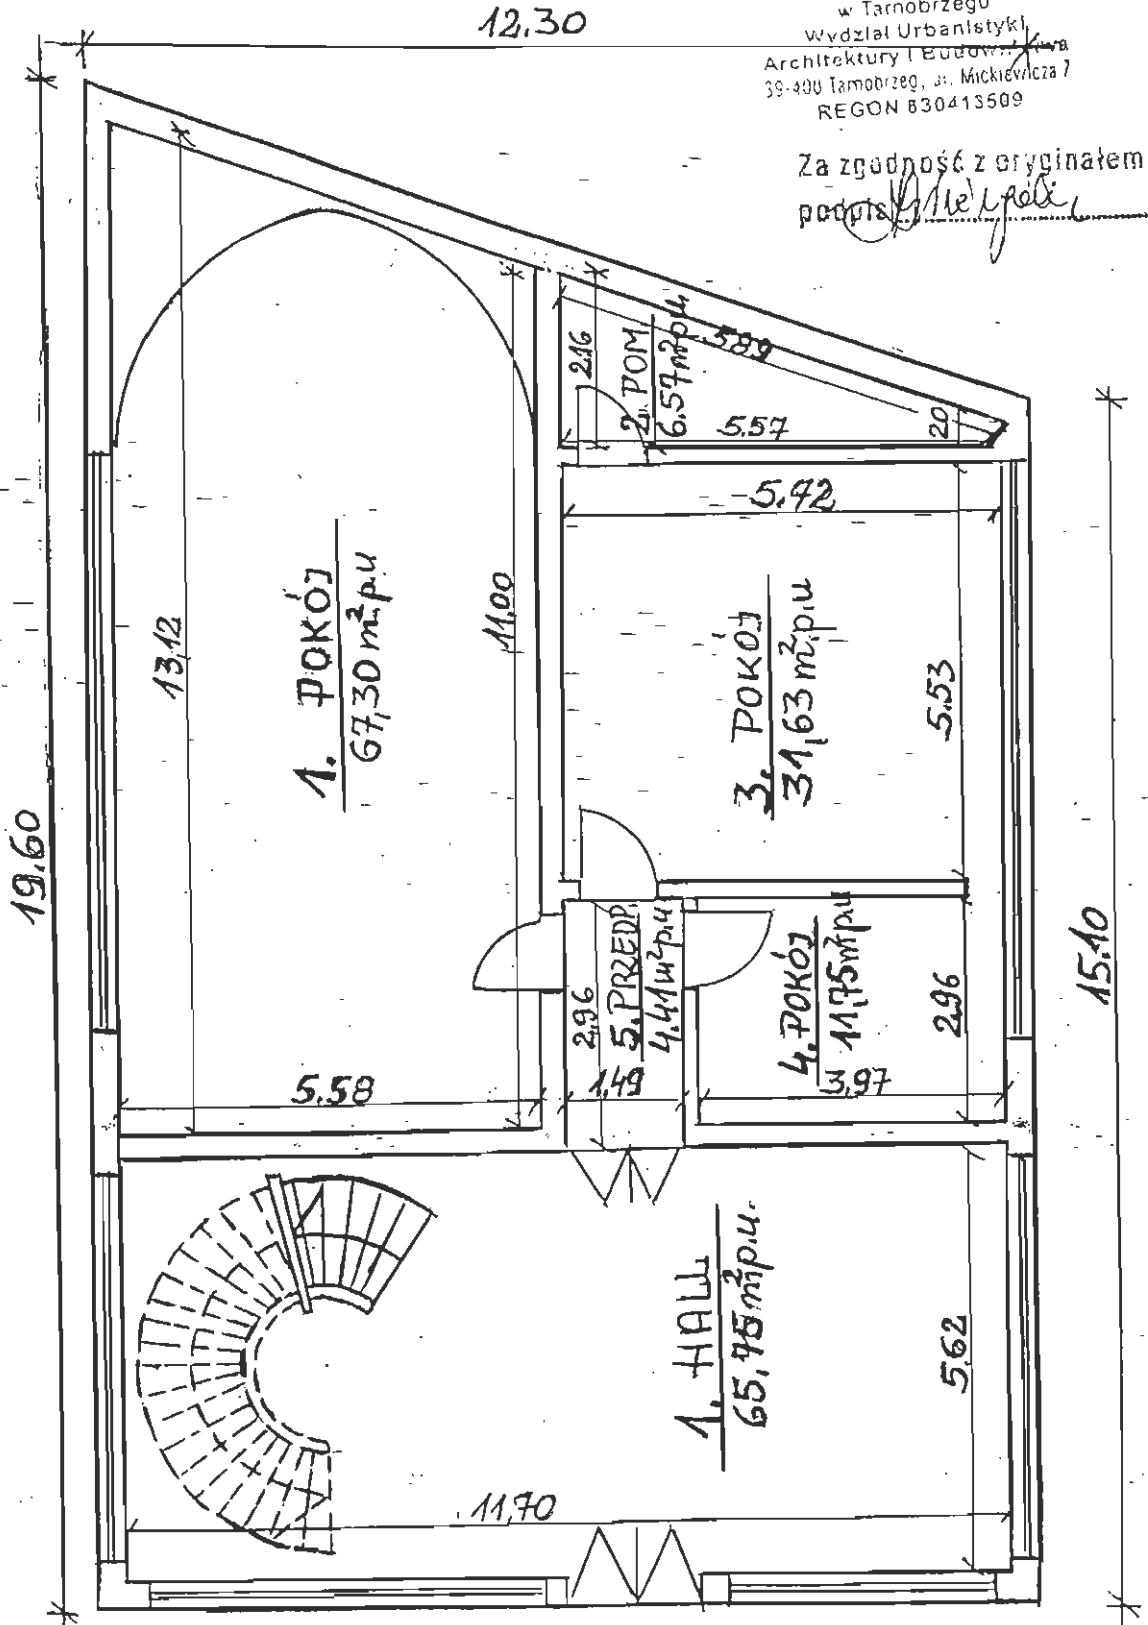 12.30
w Tarnobrzegu
Wydział Urbanistyki,
Architektury i Budownictwa
39-400 Tarnobrzeg, ul. Mickiewicza 7
REGON 830413509
Za zgodność z oryginałem
podpis
19.60
15.10
13,12
1. POKÓJ
67,30 m² p.u
11,00
5.58
2,16
2. POM
6.57 m² p.u
5.89
5.57
20
5.92
3. POKÓJ
31,63 m² p.u
5.53
2,96
5. PRZEDP.
4.41 m² p.u
1,49
4. POKÓJ
11,75 m² p.u
2,96
3,97
1. HALL
65,75 m² p.u.
5.62
11,70